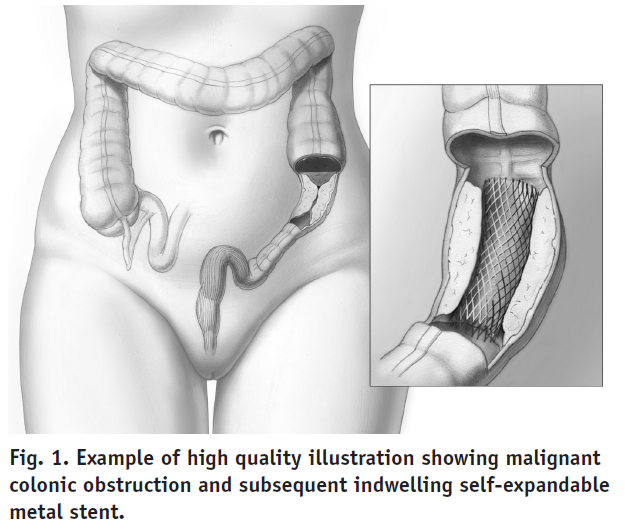 Fig. 1. Example of high quality illustration showing malignant
colonic obstruction and subsequent indwelling self-expandable
metal stent.